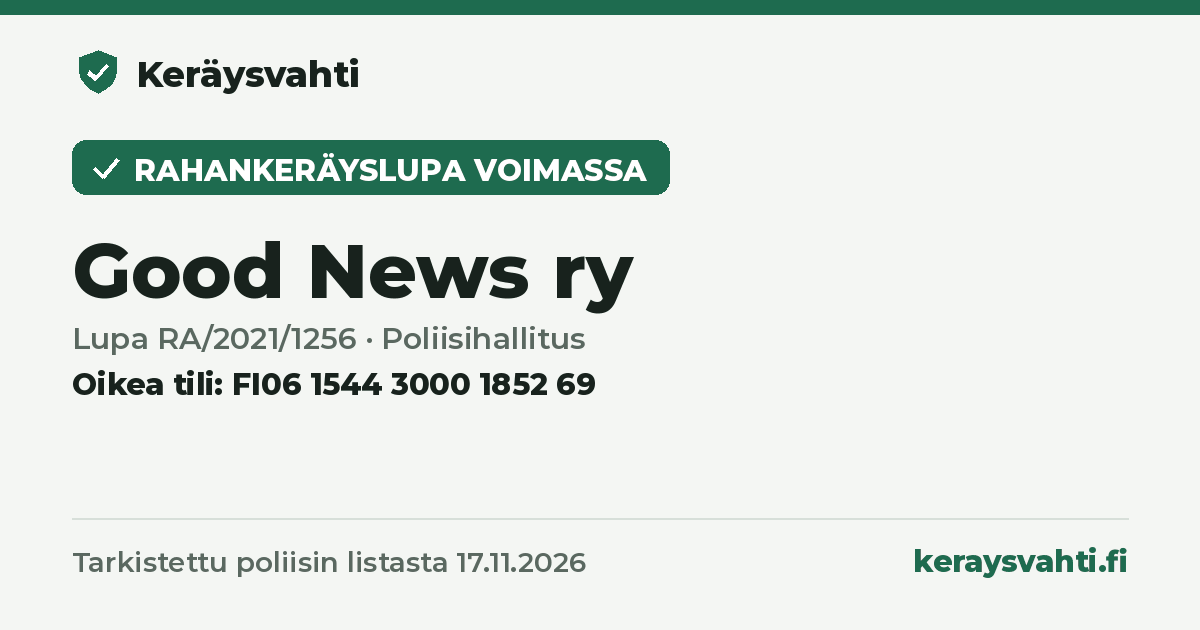 Keräysvahti
RAHANKERÄYSLUPA VOIMASSA
Good News ry
Lupa RA/2021/1256 · Poliisihallitus
Oikea tili: FI06 1544 3000 1852 69
Tarkistettu poliisin listasta 17.11.2026
keraysvahti.fi